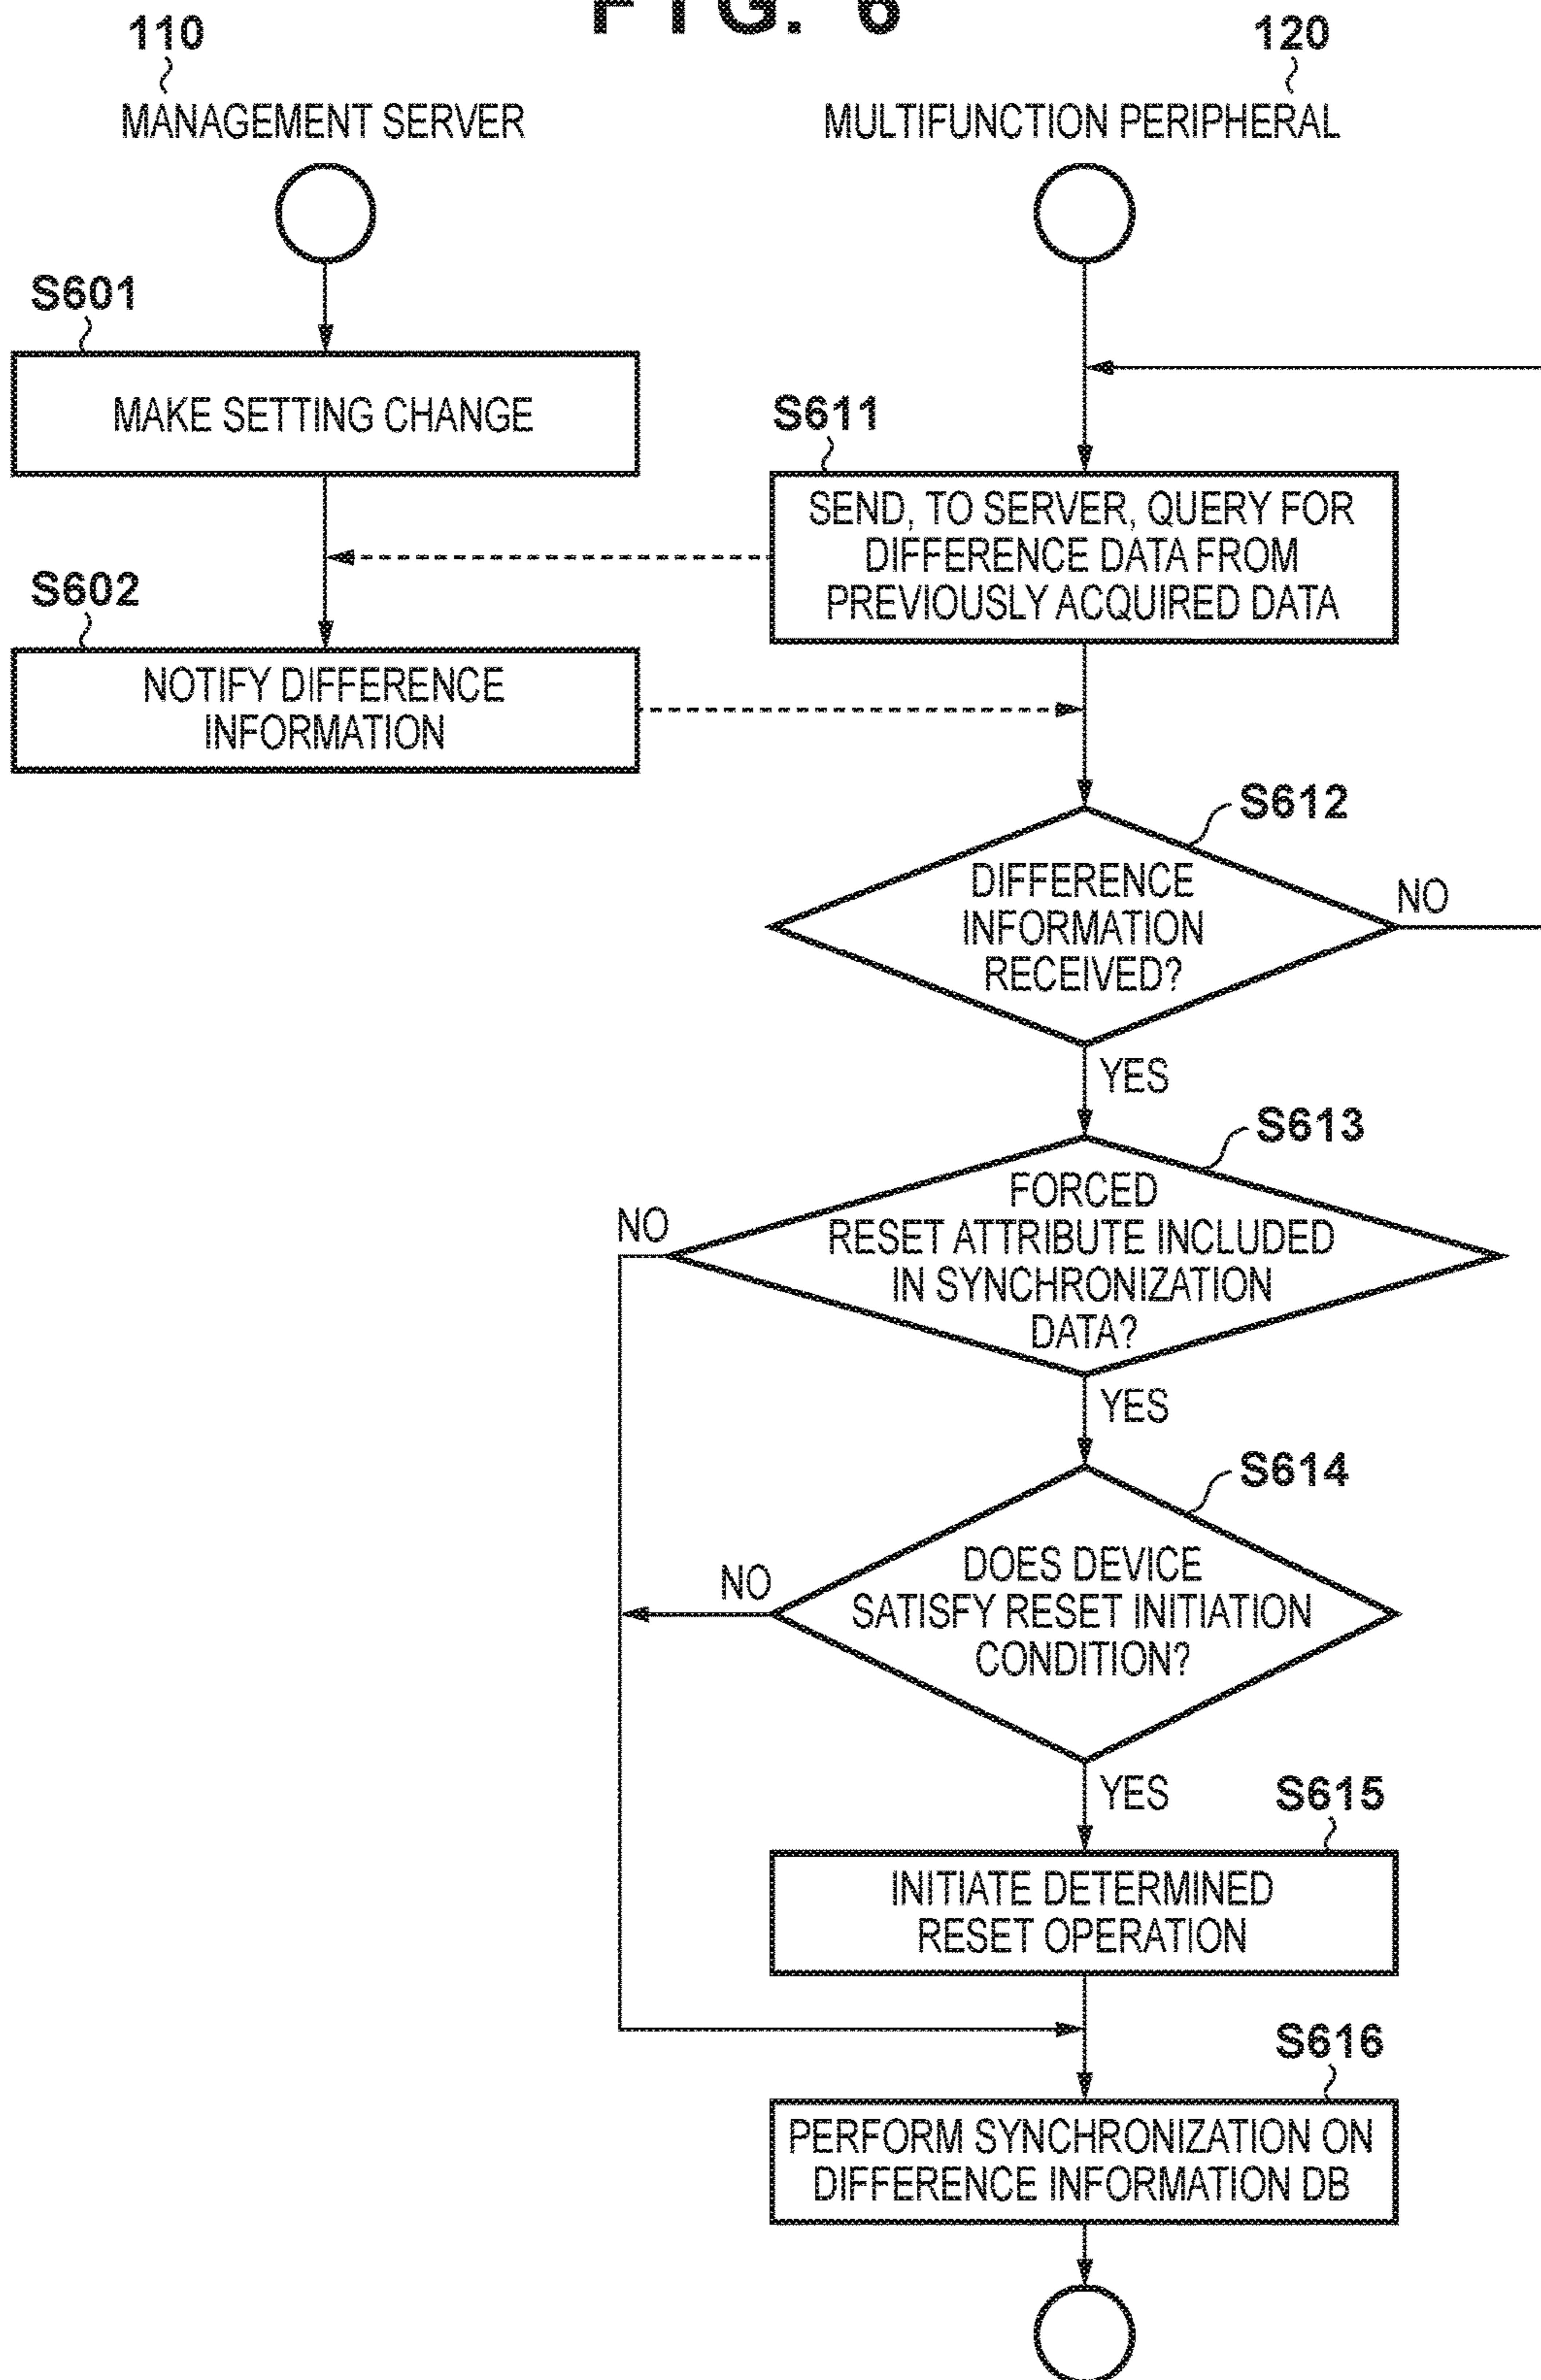 FIG. 6
110
MANAGEMENT SERVER
120
MULTIFUNCTION PERIPHERAL
S601
MAKE SETTING CHANGE
S611
SEND, TO SERVER, QUERY FOR
DIFFERENCE DATA FROM
PREVIOUSLY ACQUIRED DATA
S602
NOTIFY DIFFERENCE
INFORMATION
S612
DIFFERENCE
INFORMATION
RECEIVED?
NO
YES
S613
FORCED
RESET ATTRIBUTE INCLUDED
IN SYNCHRONIZATION
DATA?
NO
YES
S614
DOES DEVICE
SATISFY RESET INITIATION
CONDITION?
NO
YES
S615
INITIATE DETERMINED
RESET OPERATION
S616
PERFORM SYNCHRONIZATION ON
DIFFERENCE INFORMATION DB